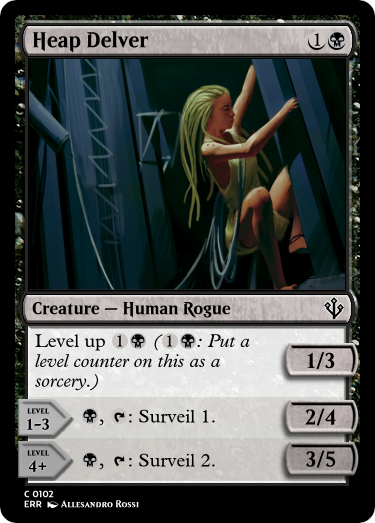 Heap Delver 1
Creature — Human Rogue
Level up 1 ( 1 : Put a
level counter on this as a
sorcery.)
1/3
LEVEL
1-3
, : Surveil 1.
2/4
LEVEL
4+
, : Surveil 2.
3/5
C 0102
ERR ALLESANDRO ROSSI